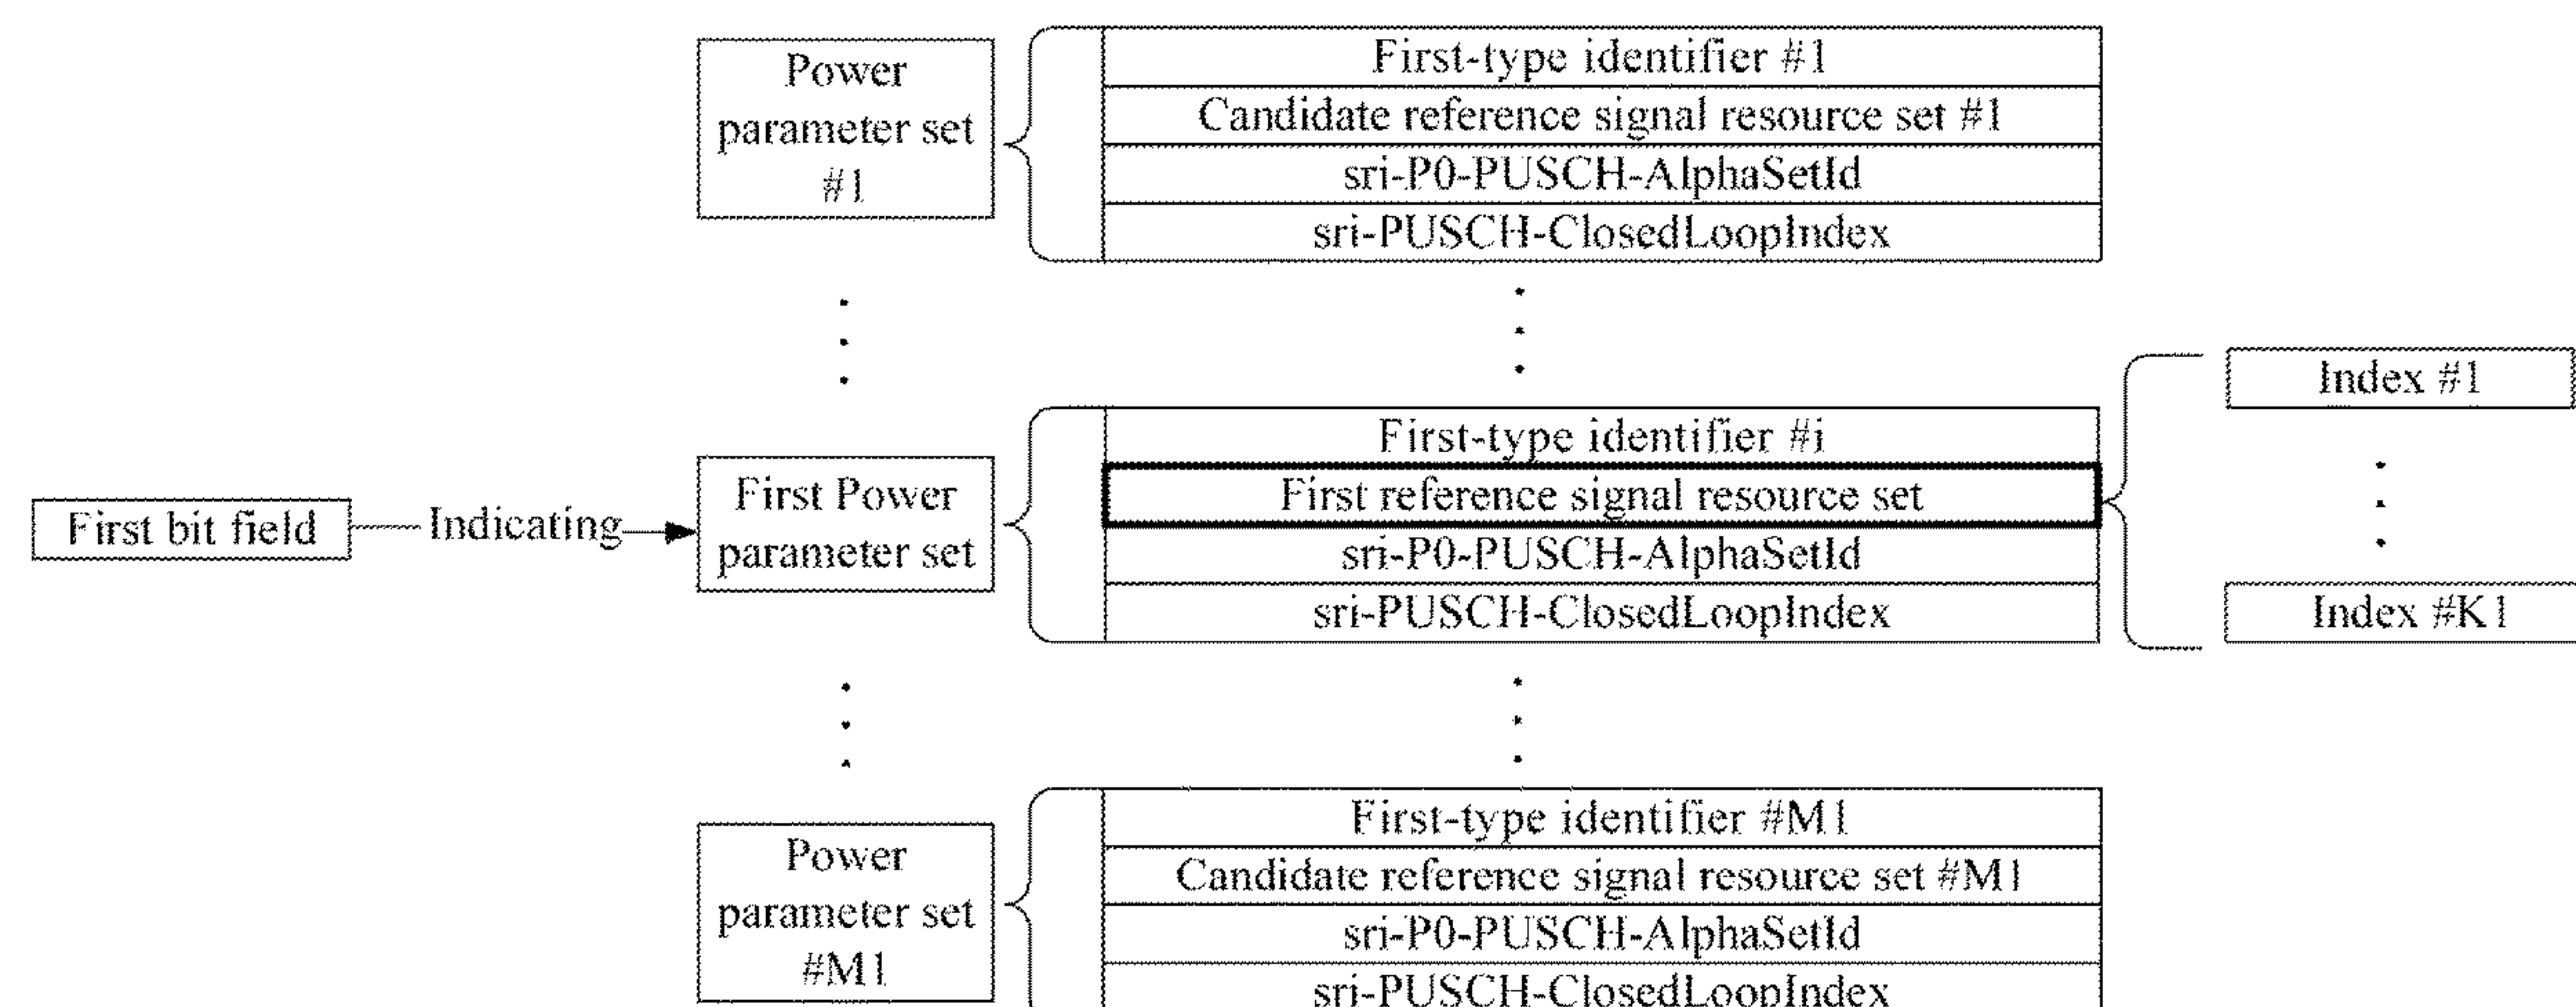 Power
parameter set
#1
First-type identifier #1
Candidate reference signal resource set #1
sri-P0-PUSCH-AlphaSetId
sri-PUSCH-ClosedLoopIndex
First bit field
Indicating
First Power
parameter set
First-type identifier #i
First reference signal resource set
sri-P0-PUSCH-AlphaSetId
sri-PUSCH-ClosedLoopIndex
Index #1
Index #K1
Power
parameter set
#M1
First-type identifier #M1
Candidate reference signal resource set #M1
sri-P0-PUSCH-AlphaSetId
sri-PUSCH-ClosedLoopIndex